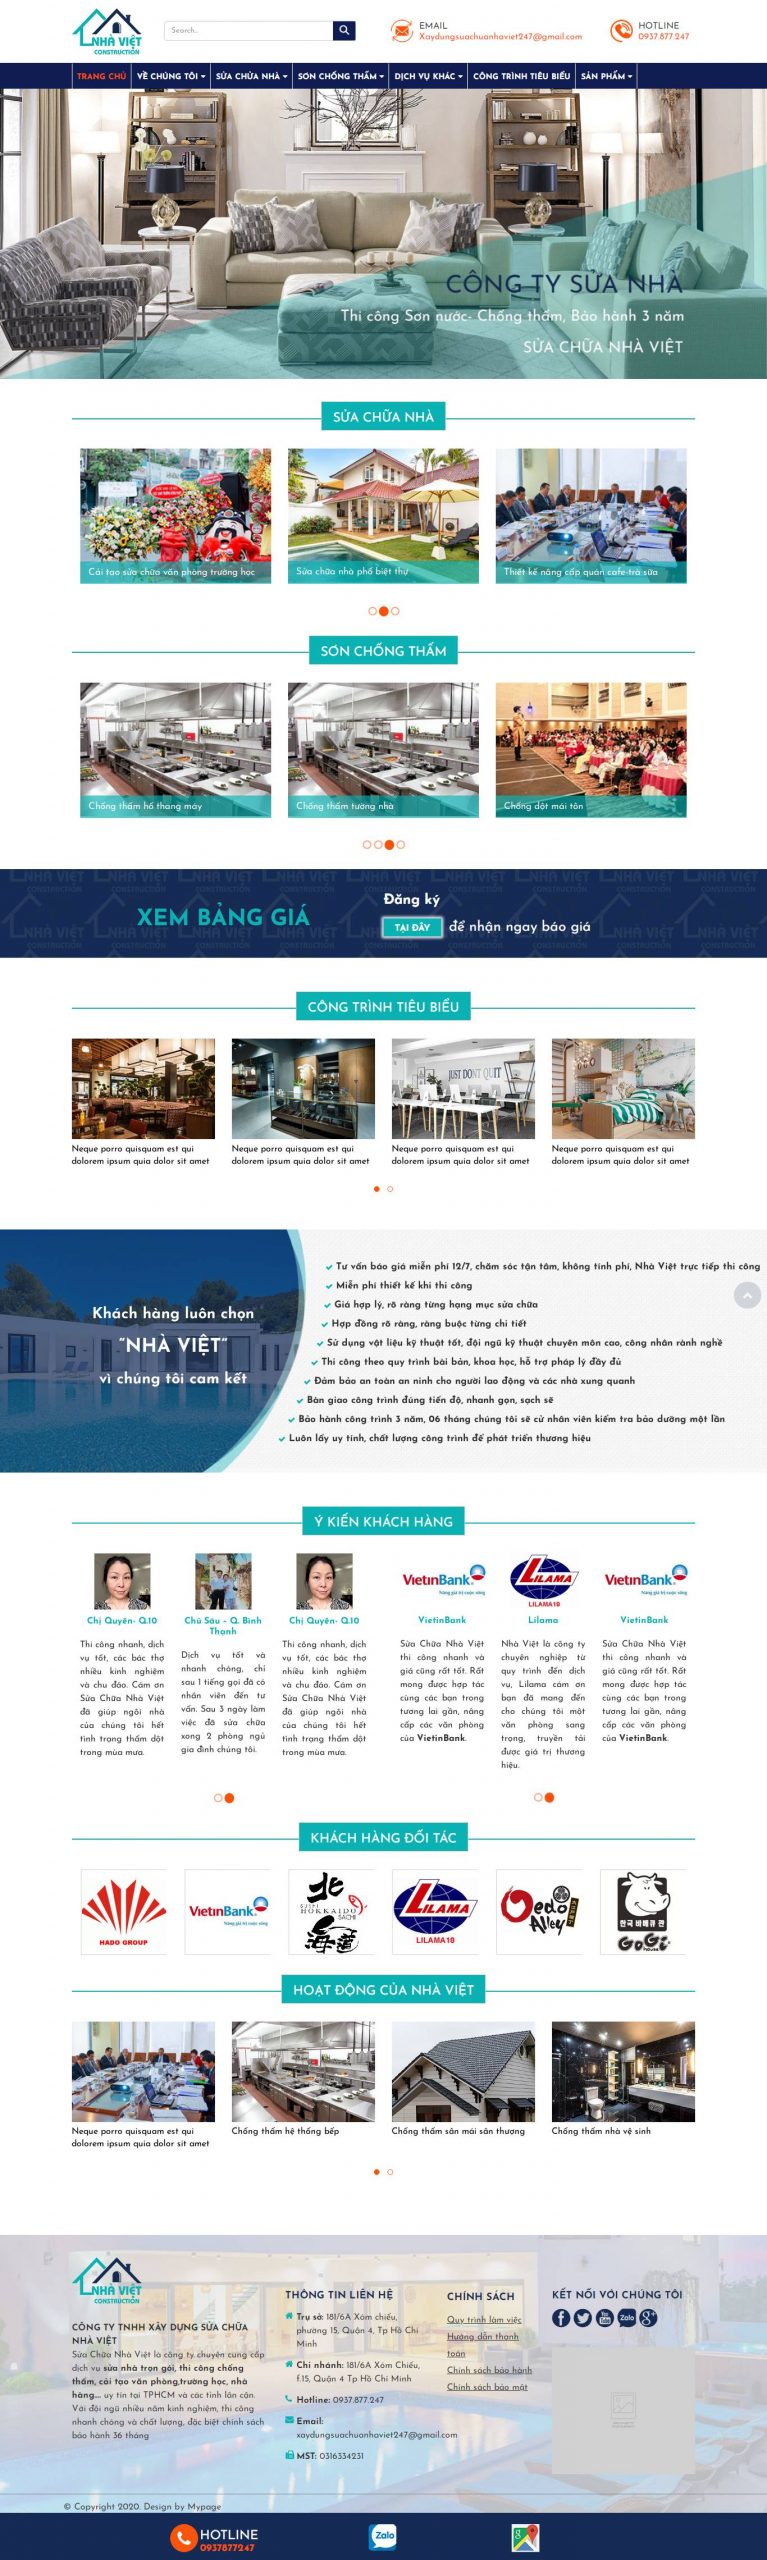 NHÀ VIỆT
CONSTRUCTION
Search..
EMAIL
Xaydungsuachuanhaviet247@gmail.com
HOTLINE
0937.877.247
TRANG CHỦ
VỀ CHÚNG TÔI
SỬA CHỮA NHÀ
SƠN CHỐNG THẤM
DỊCH VỤ KHÁC
CÔNG TRÌNH TIÊU BIỂU
SẢN PHẨM
CÔNG TY SỬA NHÀ
Thi công Sơn nước- Chống thấm, Bảo hành 3 năm
SỬA CHỮA NHÀ VIỆT
SỬA CHỮA NHÀ
Cải tạo sửa chữa văn phòng trường học
Sửa chữa nhà phố biệt thự
Thiết kế nâng cấp quán cafe-trà sữa
SƠN CHỐNG THẤM
Chống thấm hố thang máy
Chống thấm tường nhà
Chống dột mái tôn
XEM BẢNG GIÁ
Đăng ký
TẠI ĐÂY để nhận ngay báo giá
CÔNG TRÌNH TIÊU BIỂU
JUST DONT QUIT
Neque porro quisquam est qui
dolorem ipsum quia dolor sit amet
Neque porro quisquam est qui
dolorem ipsum quia dolor sit amet
Neque porro quisquam est qui
dolorem ipsum quia dolor sit amet
Neque porro quisquam est qui
dolorem ipsum quia dolor sit amet
Khách hàng luôn chọn
“NHÀ VIỆT”
vì chúng tôi cam kết
Tư vấn báo giá miễn phí 12/7, chăm sóc tận tâm, không tính phí, Nhà Việt trực tiếp thi công
Miễn phí thiết kế khi thi công
Giá hợp lý, rõ ràng từng hạng mục sửa chữa
Hợp đồng rõ ràng, ràng buộc từng chi tiết
Sử dụng vật liệu kỹ thuật tốt, đội ngũ kỹ thuật chuyên môn cao, công nhân rành nghề
Thi công theo quy trình bài bản, khoa học, hỗ trợ pháp lý đầy đủ
Đảm bảo an toàn an ninh cho người lao động và các nhà xung quanh
Bàn giao công trình đúng tiến độ, nhanh gọn, sạch sẽ
Bảo hành công trình 3 năm, 06 tháng chúng tôi sẽ cử nhân viên kiểm tra bảo dưỡng một lần
Luôn lấy uy tính, chất lượng công trình để phát triển thương hiệu
Ý KIẾN KHÁCH HÀNG
Chị Quyên- Q.10
Thi công nhanh, dịch
vụ tốt, các bác thợ
nhiều kinh nghiệm
và chu đáo. Cám ơn
Sửa Chữa Nhà Việt
đã giúp ngôi nhà
của chúng tôi hết
tình trạng thấm dột
trong mùa mưa.
Chú Sáu – Q. Bình
Thạnh
Dịch vụ tốt và
nhanh chóng, chỉ
sau 1 tiếng gọi đã có
nhân viên đến tư
vấn. Sau 3 ngày làm
việc đã sửa chữa
xong 2 phòng ngủ
gia đình chúng tôi.
Chị Quyên- Q.10
Thi công nhanh, dịch
vụ tốt, các bác thợ
nhiều kinh nghiệm
và chu đáo. Cám ơn
Sửa Chữa Nhà Việt
đã giúp ngôi nhà
của chúng tôi hết
tình trạng thấm dột
trong mùa mưa.
VietinBank
Nâng giá trị cuộc sống
VietinBank
Sửa Chữa Nhà Việt
thi công nhanh và
giá cũng rất tốt. Rất
mong được hợp tác
cùng các bạn trong
tương lai gần, nâng
cấp các văn phòng
của VietinBank.
LILAMA
LILAMA18
Lilama
Nhà Việt là công ty
chuyên nghiệp từ
quy trình đến dịch
vụ, Lilama cám ơn
bạn đã mang đến
cho chúng tôi một
văn phòng sang
trọng, truyền tải
được giá trị thương
hiệu.
VietinBank
Nâng giá trị cuộc sống
VietinBank
Sửa Chữa Nhà Việt
thi công nhanh và
giá cũng rất tốt. Rất
mong được hợp tác
cùng các bạn trong
tương lai gần, nâng
cấp các văn phòng
của VietinBank.
KHÁCH HÀNG ĐỐI TÁC
HADO GROUP
VietinBank
Nâng giá trị cuộc sống
北海道
SUSHI
HOKKAIDO
SACHI
LILAMA
LILAMA18
Oedo
Alley
한국 바베큐 관
GoGi
HOUSE
HOẠT ĐỘNG CỦA NHÀ VIỆT
Neque porro quisquam est qui
dolorem ipsum quia dolor sit amet
Chống thấm hệ thống bếp
Chống thấm sân mái sân thượng
Chống thấm nhà vệ sinh
NHÀ VIỆT
CONSTRUCTION
CÔNG TY TNHH XÂY DỰNG SỬA CHỮA
NHÀ VIỆT
Sửa Chữa Nhà Việt là công ty chuyên cung cấp
dịch vụ sửa nhà trọn gói, thi công chống
thấm, cải tạo văn phòng,trường học, nhà
hàng... uy tín tại TPHCM và các tỉnh lân cận.
Với đội ngũ nhiều năm kinh nghiệm, thi công
nhanh chóng và chất lượng, đặc biệt chính sách
bảo hành 36 tháng
THÔNG TIN LIÊN HỆ
Trụ sở: 181/6A Xóm chiếu,
phường 15, Quận 4, Tp Hồ Chí
Minh
Chi nhánh: 181/6A Xóm Chiếu,
f.15, Quận 4 Tp Hồ Chí Minh
Hotline: 0937.877.247
Email:
xaydungsuachuanhaviet247@gmail.com
MST: 0316334231
CHÍNH SÁCH
Quy trình làm việc
Hướng dẫn thanh
toán
Chính sách bảo hành
Chính sách bảo mật
KẾT NỐI VỚI CHÚNG TÔI
Zalo
© Copyright 2020. Design by Mypage
HOTLINE
0937877247
Zalo